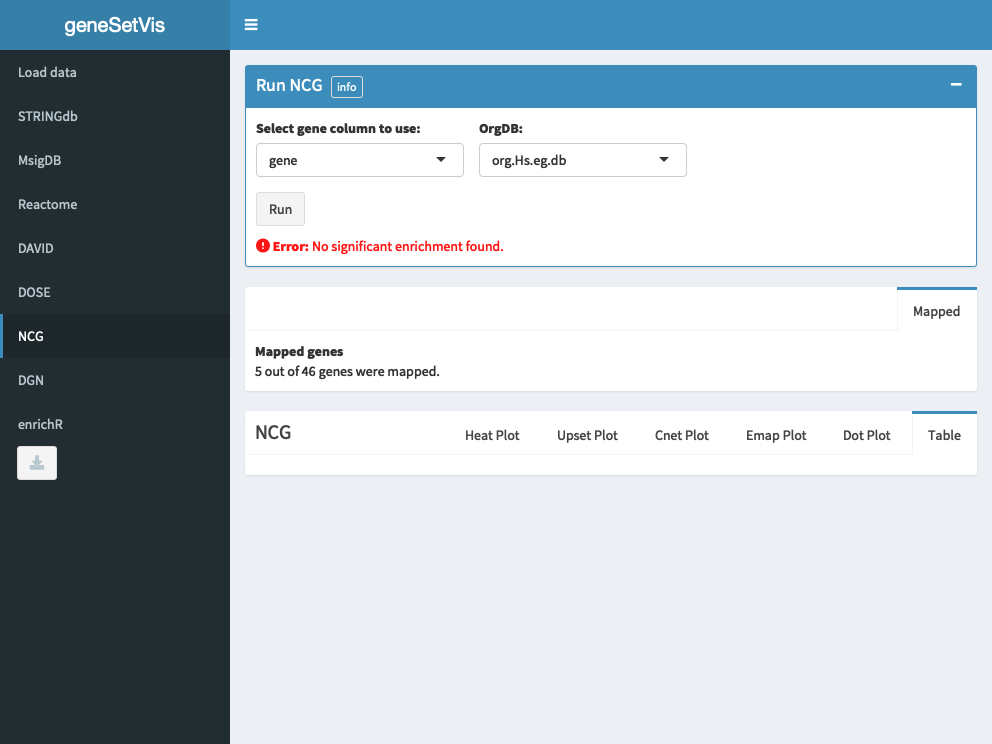 geneSetVis
Load data
STRINGdb
MsigDB
Reactome
DAVID
DOSE
NCG
DGN
enrichR
Run NCG info
Select gene column to use: OrgDB:
gene org.Hs.eg.db
Run
Error: No significant enrichment found.
Mapped
Mapped genes
5 out of 46 genes were mapped.
NCG Heat Plot Upset Plot Cnet Plot Emap Plot Dot Plot Table